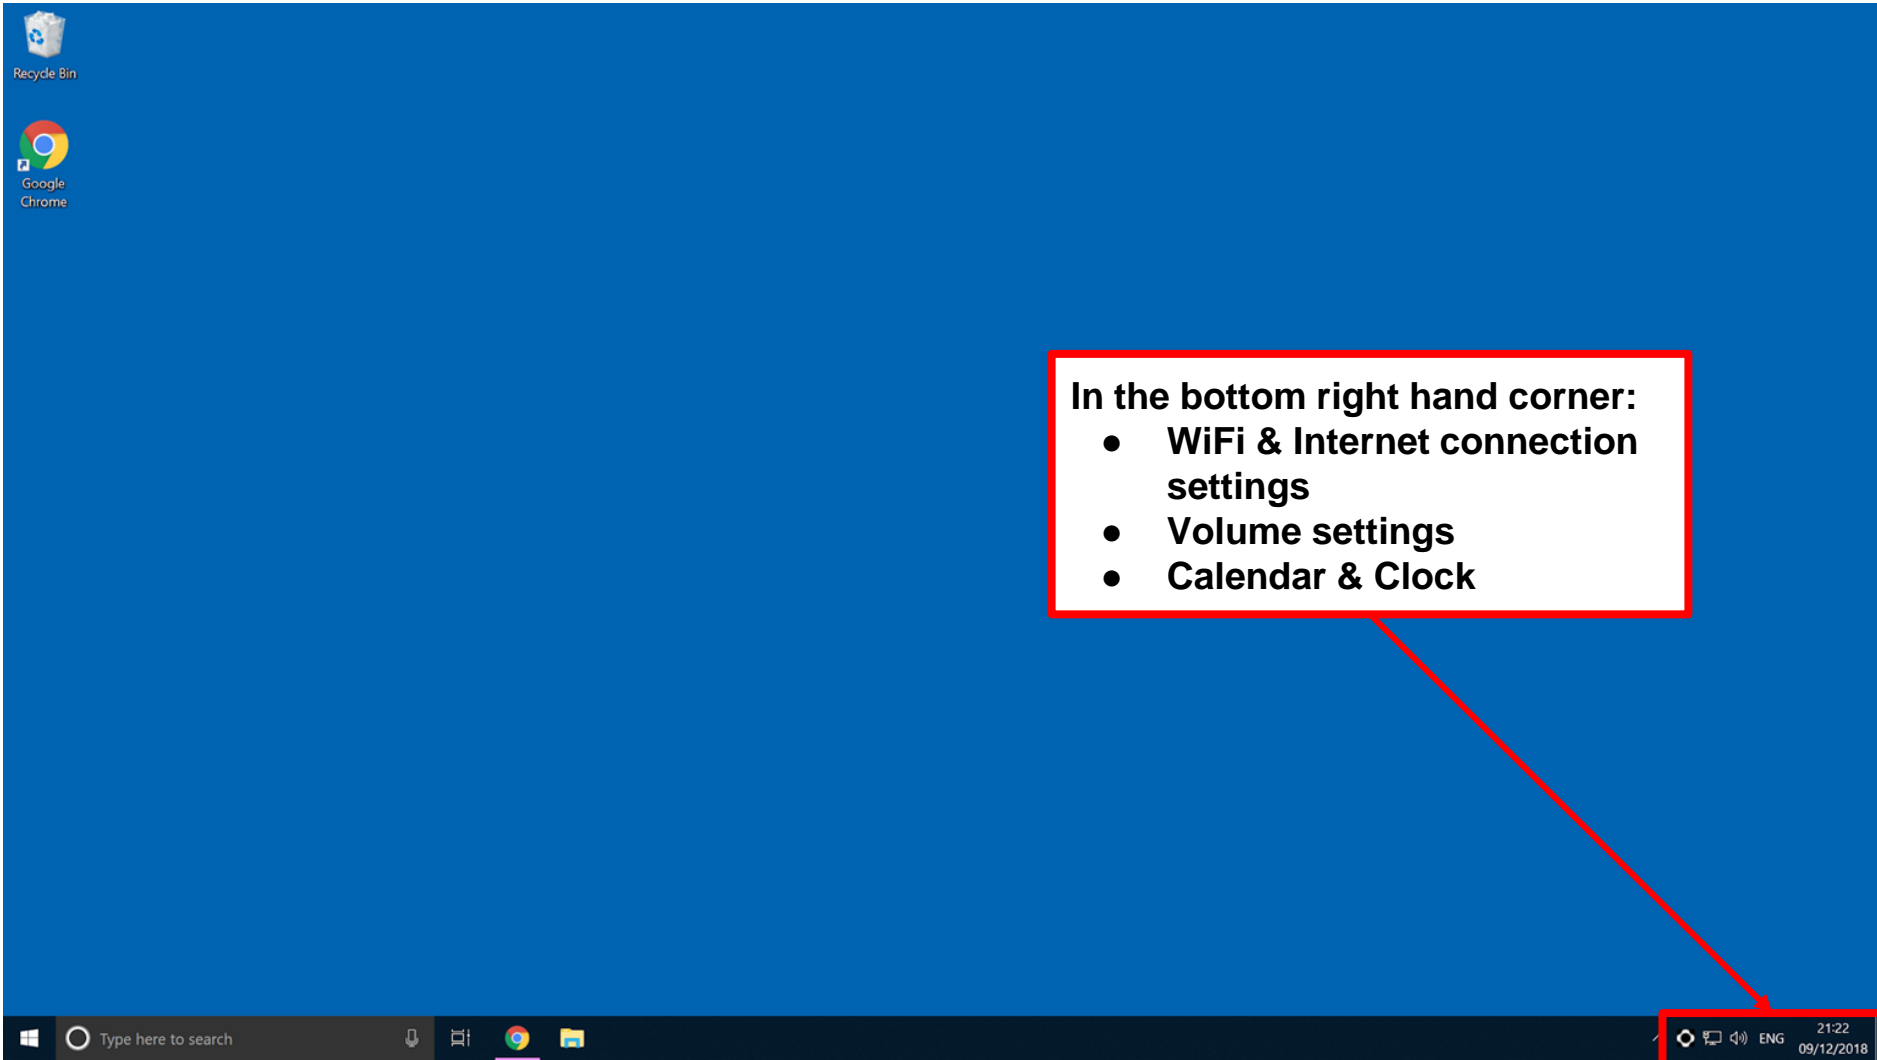 Recycle Bin
Google
Chrome
In the bottom right hand corner:
● WiFi & Internet connection
settings
● Volume settings
● Calendar & Clock
Type here to search
ENG
21:22
09/12/2018